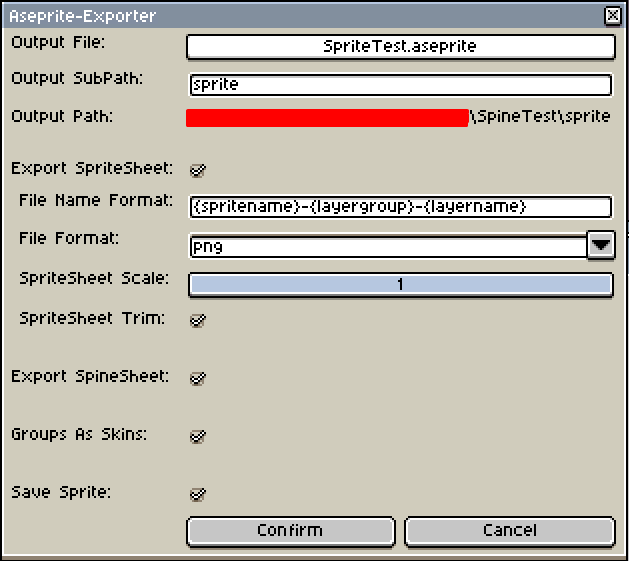 Aseprite-Exporter
Output File: SpriteTest.aseprite
Output SubPath: sprite
Output Path: \SpineTest\sprite
Export SpriteSheet:
File Name Format: {spritename}-{layergroup}-{layername}
File Format: png
SpriteSheet Scale: 1
SpriteSheet Trim:
Export SpineSheet:
Groups As Skins:
Save Sprite:
Confirm Cancel